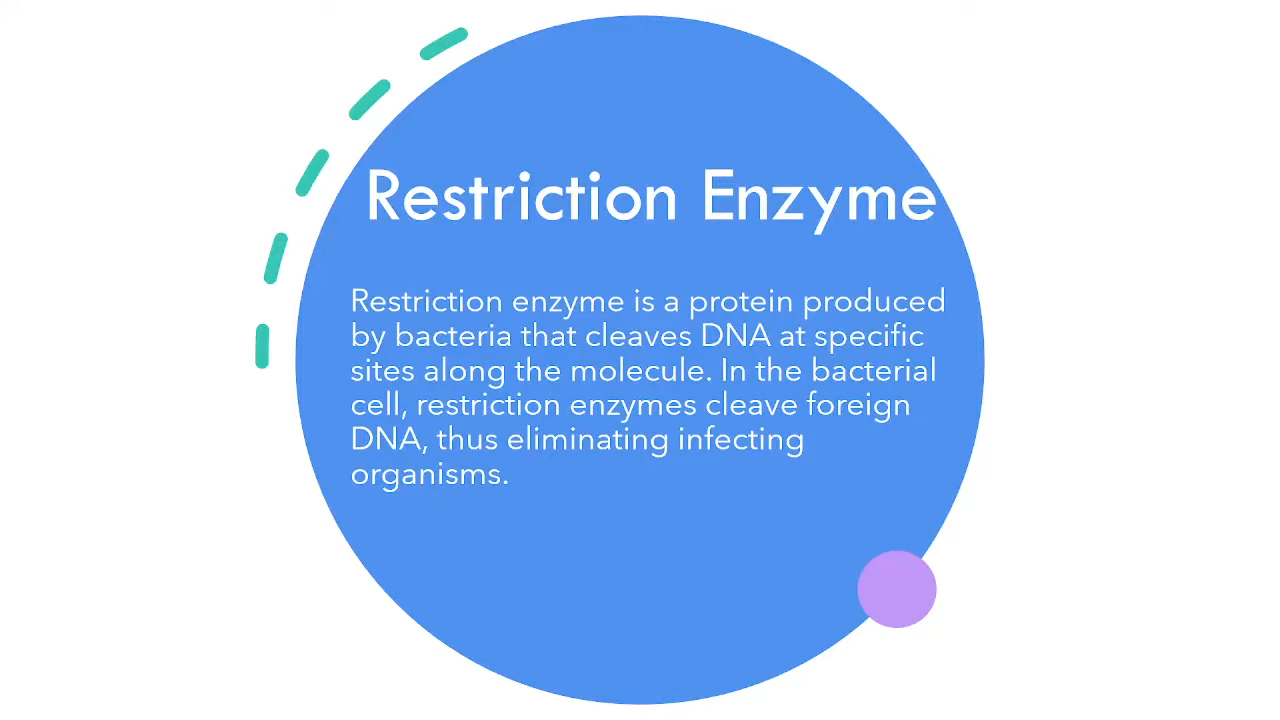 Restriction Enzyme
Restriction enzyme is a protein produced
by bacteria that cleaves DNA at specific
sites along the molecule. In the bacterial
cell, restriction enzymes cleave foreign
DNA, thus eliminating infecting
organisms.